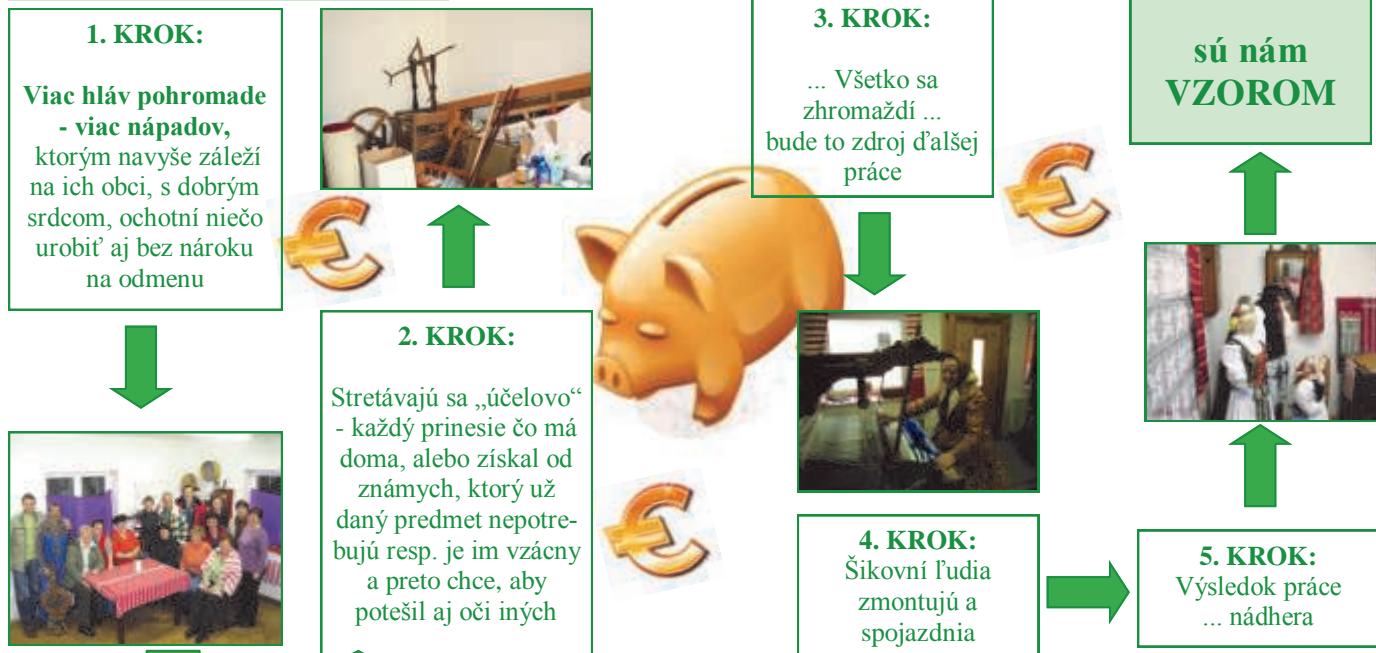 1. KROK:
Viac hláv pohromade
- viac nápadov,
ktorým navyše záleží
na ich obci, s dobrým
srdcom, ochotní niečo
urobiť aj bez nároku
na odmenu
2. KROK:
Stretávajú sa „účelovo“
- každý prinesie čo má
doma, alebo získal od
známych, ktorý už
daný predmet nepotre-
bujú resp. je im vzácny
a preto chce, aby
potešil aj oči iných
3. KROK:
... Všetko sa
zhromaždí ...
bude to zdroj ďalšej
práce
4. KROK:
Šikovní ľudia
zmontujú a
spojazdnia
5. KROK:
Výsledok práce
... nádhera
sú nám
VZOROM